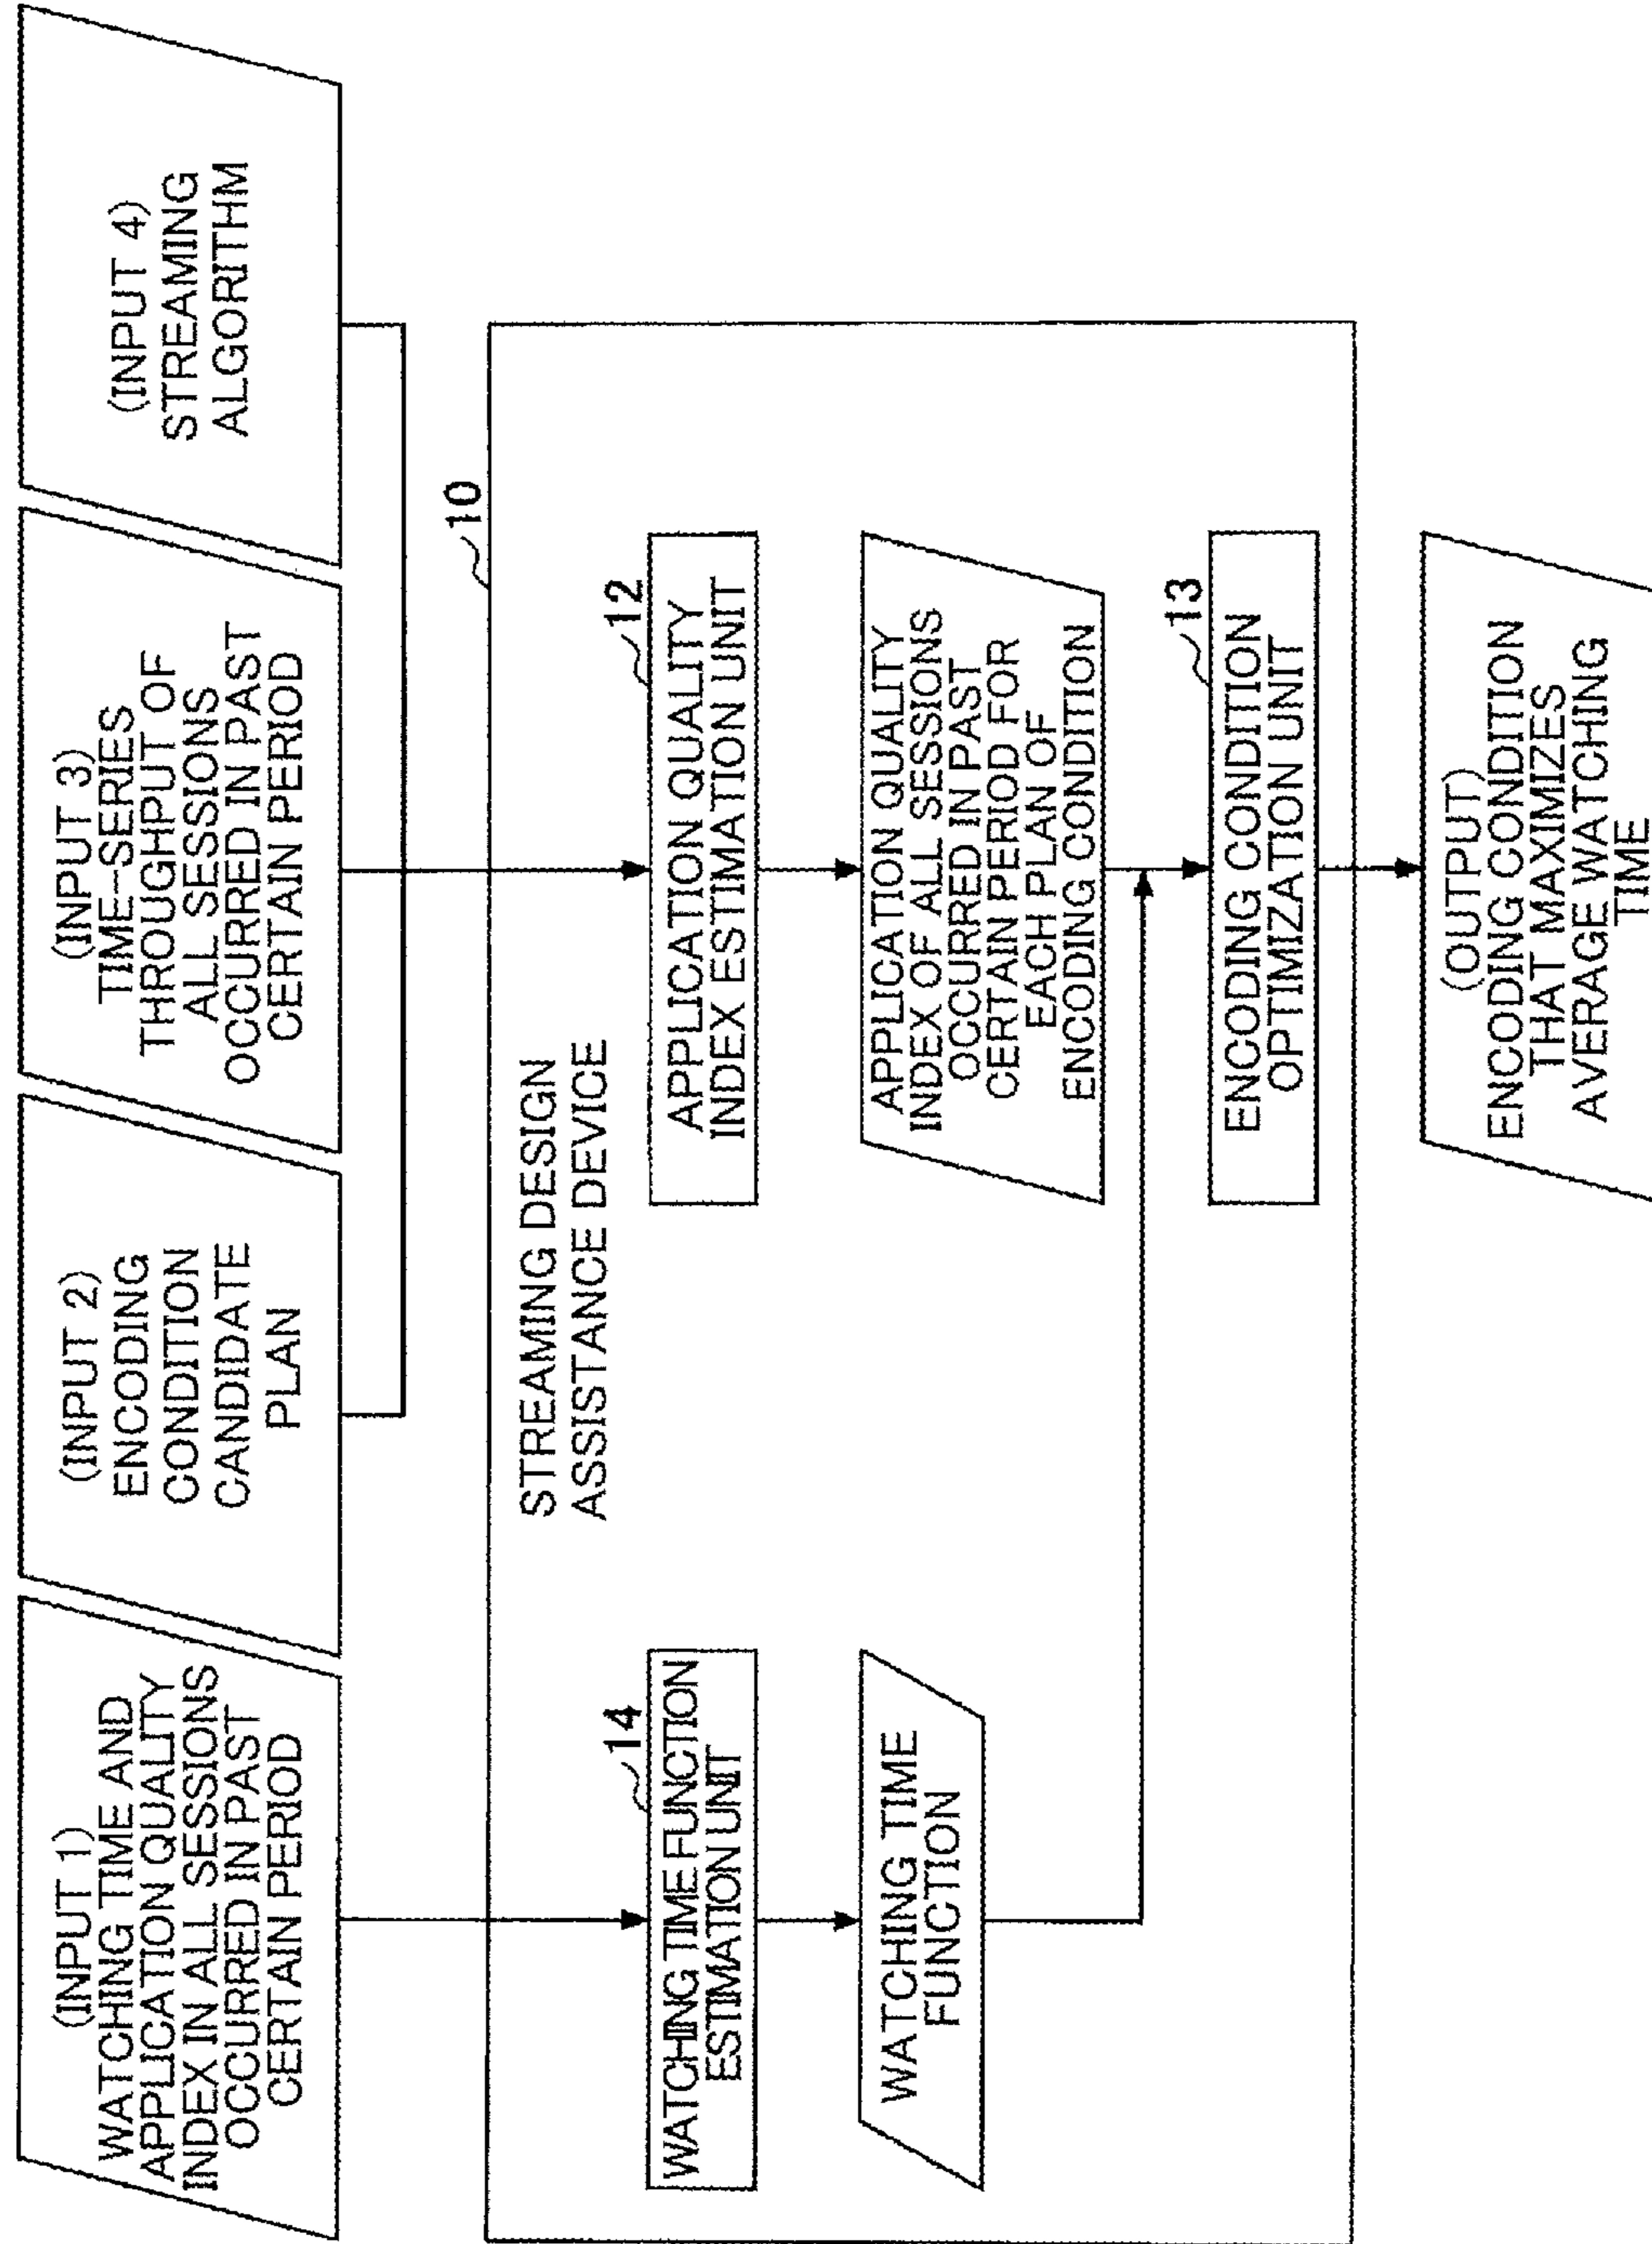 (INPUT 1)
WATCHING TIME AND
APPLICATION QUALITY
INDEX IN ALL SESSIONS
OCCURRED IN PAST
CERTAIN PERIOD
(INPUT 2)
ENCODING
CONDITION
CANDIDATE
PLAN
(INPUT 3)
TIME-SERIES
THROUGHPUT OF
ALL SESSIONS
OCCURRED IN PAST
CERTAIN PERIOD
(INPUT 4)
STREAMING
ALGORITHM
10
STREAMING DESIGN
ASSISTANCE DEVICE
14
WATCHING TIME FUNCTION
ESTIMATION UNIT
12
APPLICATION QUALITY
INDEX ESTIMATION UNIT
WATCHING TIME
FUNCTION
APPLICATION QUALITY
INDEX OF ALL SESSIONS
OCCURRED IN PAST
CERTAIN PERIOD FOR
EACH PLAN OF
ENCODING CONDITION
13
ENCODING CONDITION
OPTIMIZATION UNIT
(OUTPUT)
ENCODING CONDITION
THAT MAXIMIZES
AVERAGE WATCHING
TIME